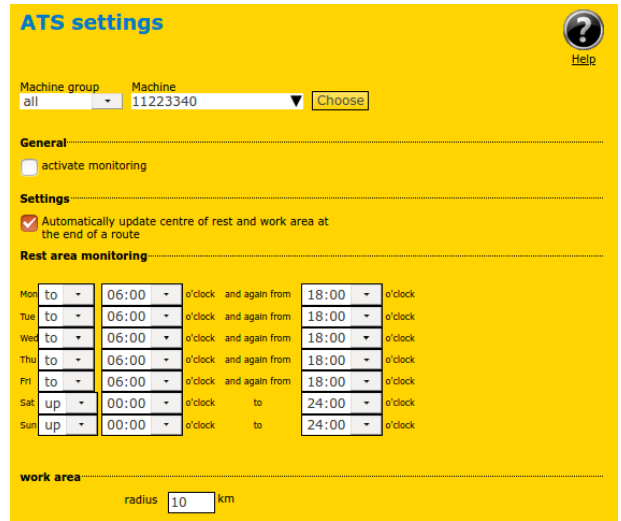 ATS settings
?
Help
Machine group Machine
all 11223340 Choose
General
activate monitoring
Settings
Automatically update centre of rest and work area at
the end of a route
Rest area monitoring
Mon to 06:00 o'clock and again from 18:00 o'clock
Tue to 06:00 o'clock and again from 18:00 o'clock
Wed to 06:00 o'clock and again from 18:00 o'clock
Thu to 06:00 o'clock and again from 18:00 o'clock
Fri to 06:00 o'clock and again from 18:00 o'clock
Sat up 00:00 o'clock to 24:00 o'clock
Sun up 00:00 o'clock to 24:00 o'clock
work area
radius 10 km